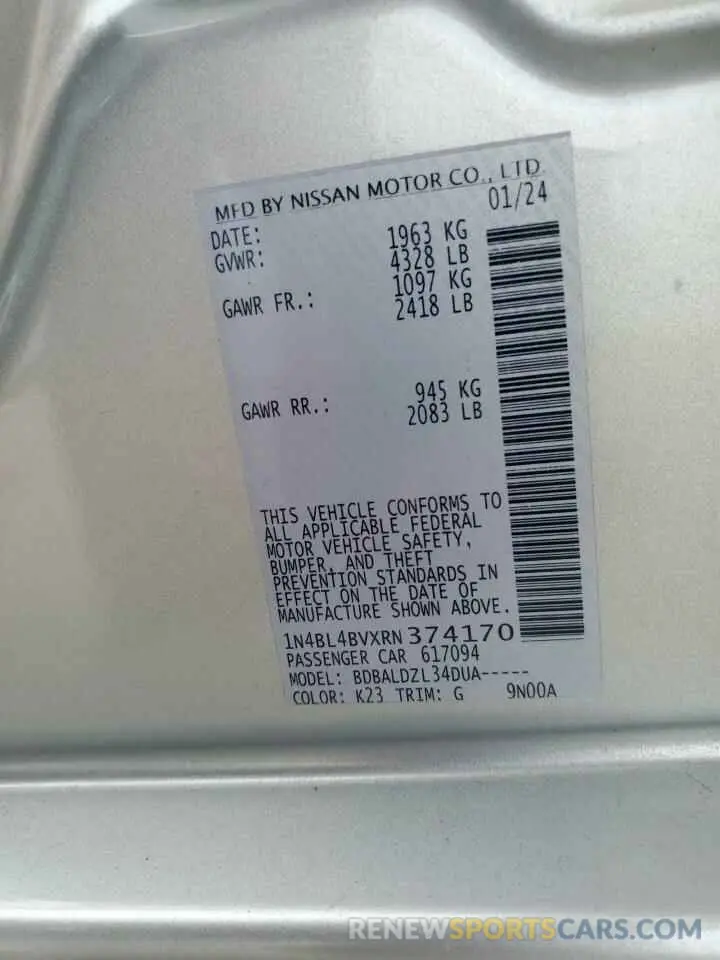 MFD BY NISSAN MOTOR CO., LTD.
DATE: 01/24
GVWR: 1963 KG
4328 LB
GAWR FR.: 1097 KG
2418 LB
GAWR RR.: 945 KG
2083 LB
THIS VEHICLE CONFORMS TO
ALL APPLICABLE FEDERAL
MOTOR VEHICLE SAFETY,
BUMPER, AND THEFT
PREVENTION STANDARDS IN
EFFECT ON THE DATE OF
MANUFACTURE SHOWN ABOVE.
1N4BL4BVXRN374170
PASSENGER CAR 617094
MODEL: BDBALDZL34DUA-----
COLOR: K23 TRIM: G 9N00A
RENEWSPORTSCARS.COM